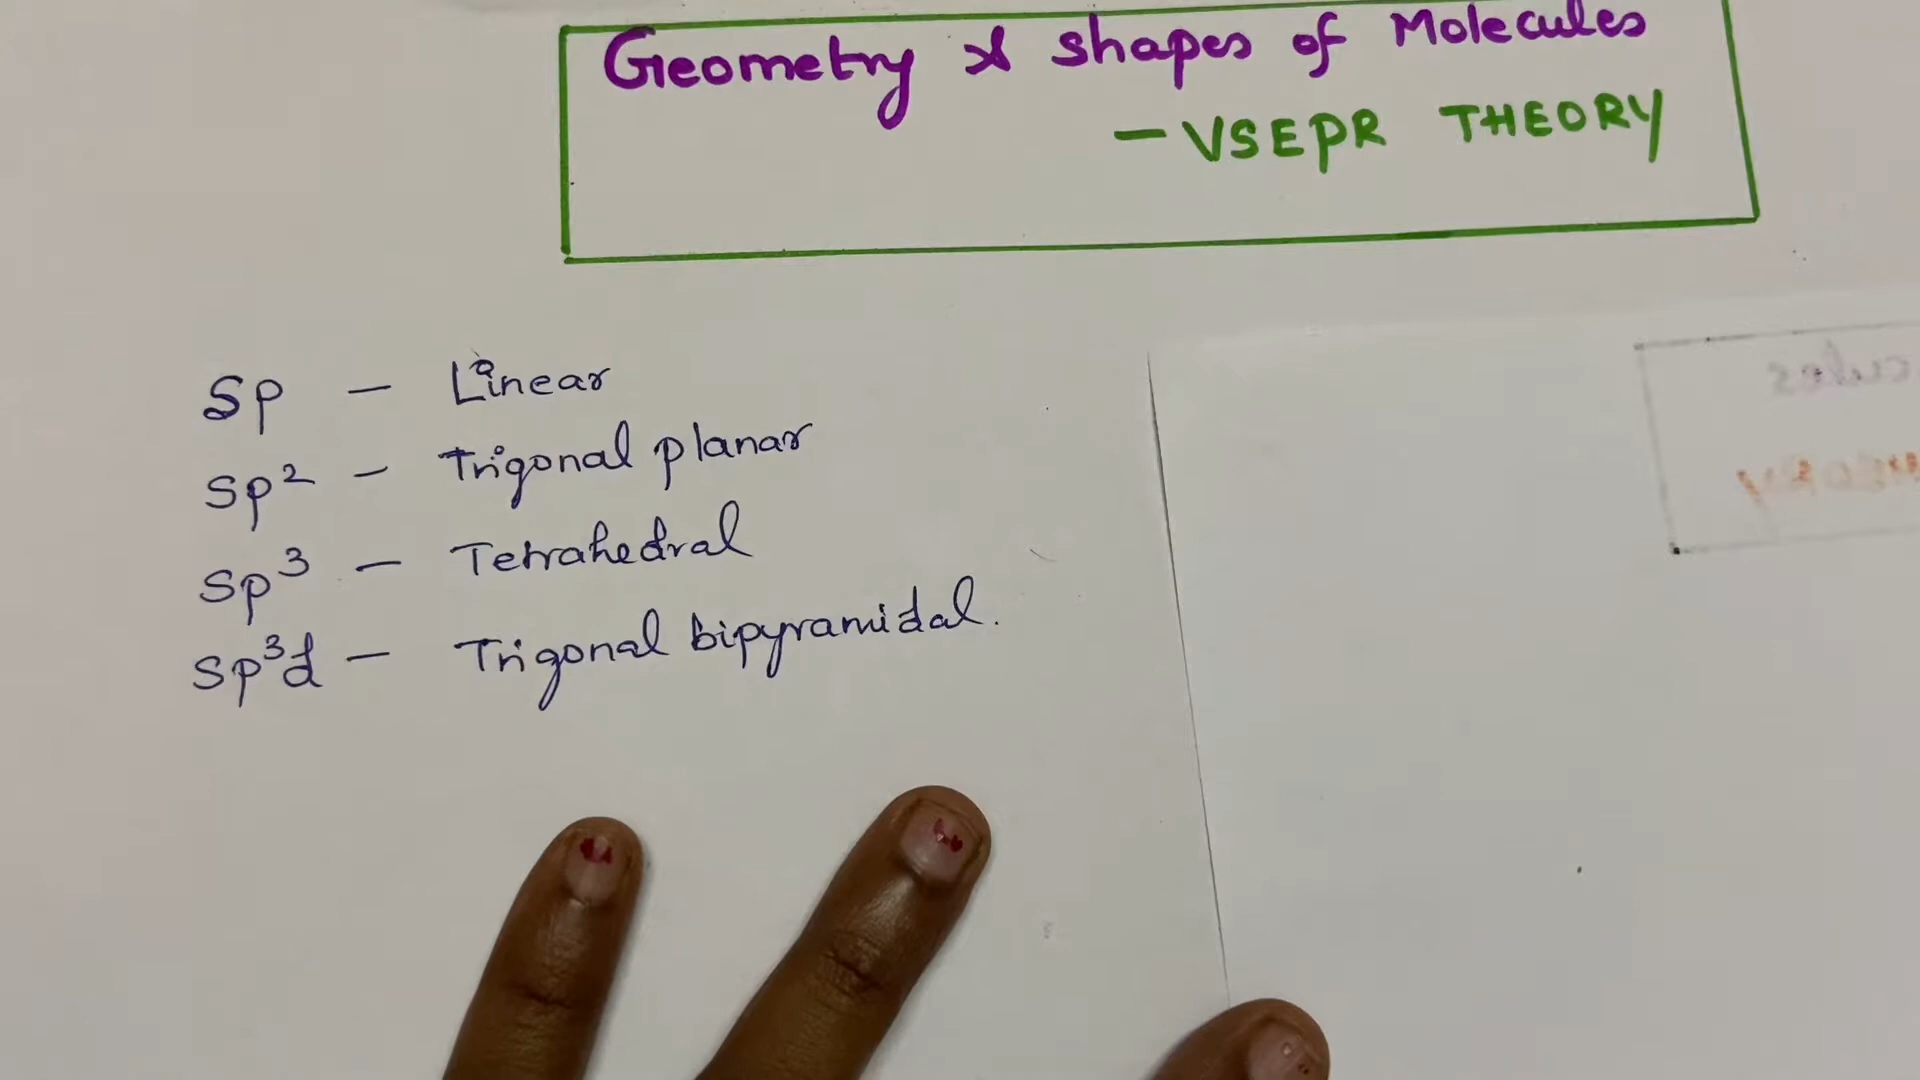 Geometry & shapes of Molecules
- VSEPR THEORY
Sp - Linear
Sp² - Trigonal planar
Sp³ - Tetrahedral
Sp³d - Trigonal bipyramidal.